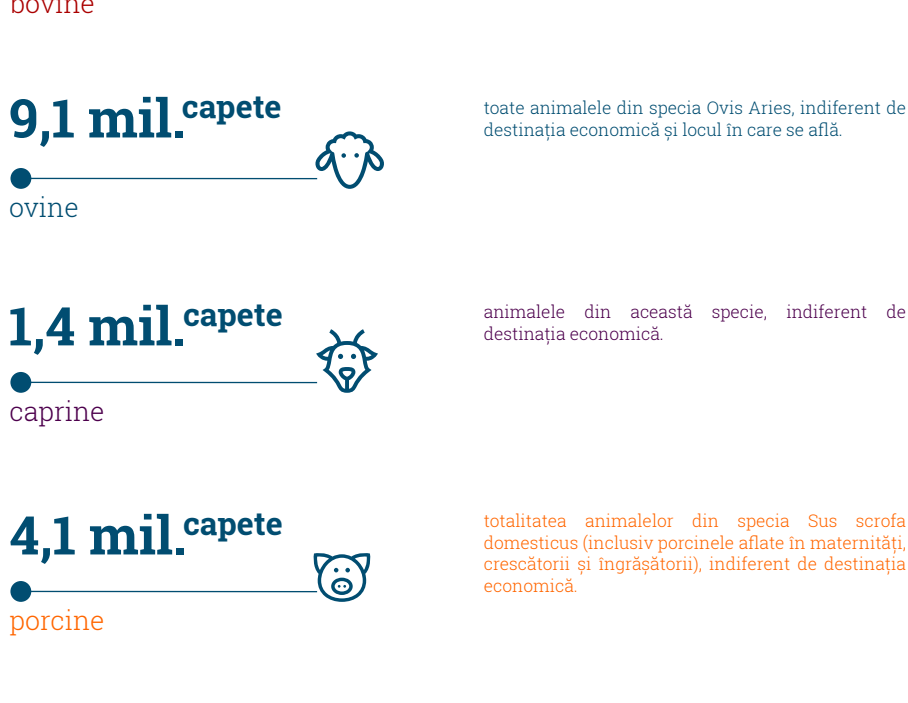 bovine
9,1 mil. capete
toate animalele din specia Ovis Aries, indiferent de
destinația economică și locul în care se află.
ovine
1,4 mil. capete
animalele din această specie, indiferent de
destinația economică.
caprine
4,1 mil. capete
totalitatea animalelor din specia Sus scrofa
domesticus (inclusiv porcinele aflate în maternități,
crescătorii și îngrășătorii), indiferent de destinația
economică.
porcine